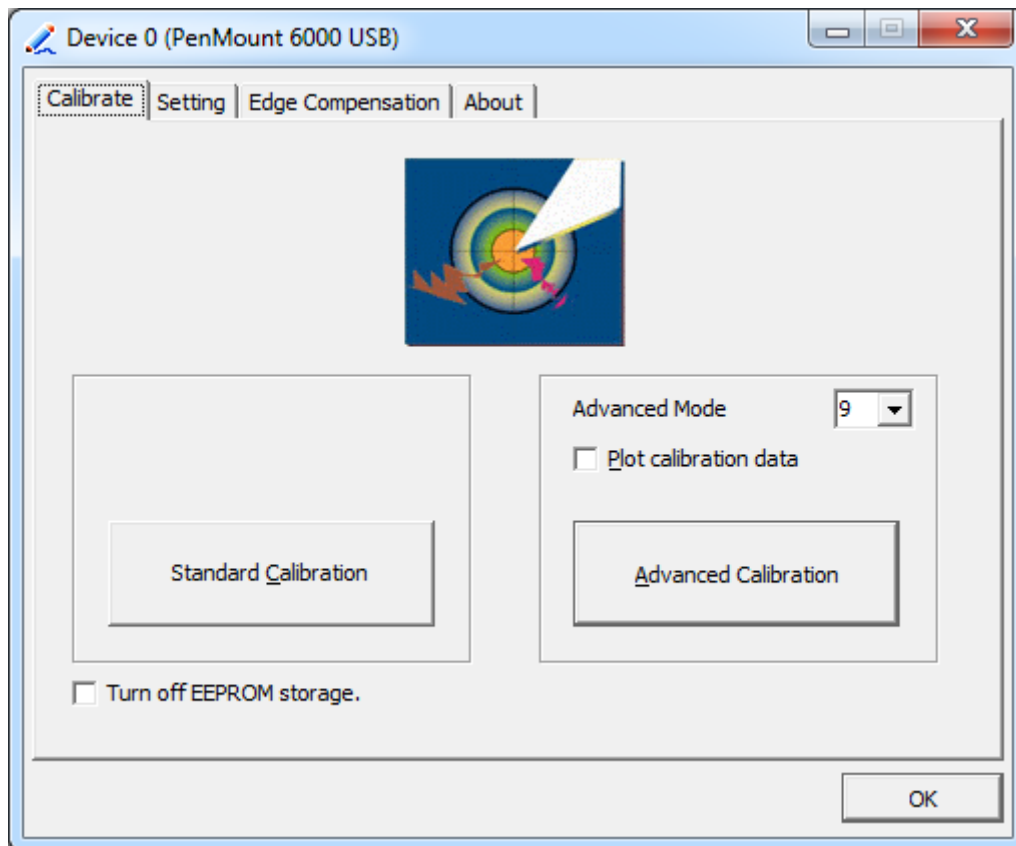 Device 0 (PenMount 6000 USB)
Calibrate Setting Edge Compensation About
Advanced Mode 9
Plot calibration data
Standard Calibration
Advanced Calibration
Turn off EEPROM storage.
OK